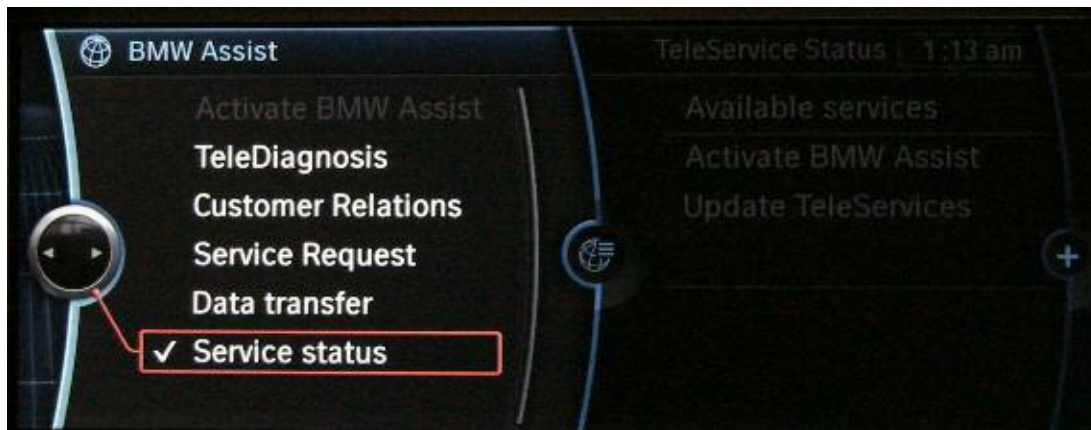 BMW Assist
Activate BMW Assist
TeleDiagnosis
Customer Relations
Service Request
Data transfer
✓ Service status
TeleService Status 1:13 am
Available services
Activate BMW Assist
Update TeleServices